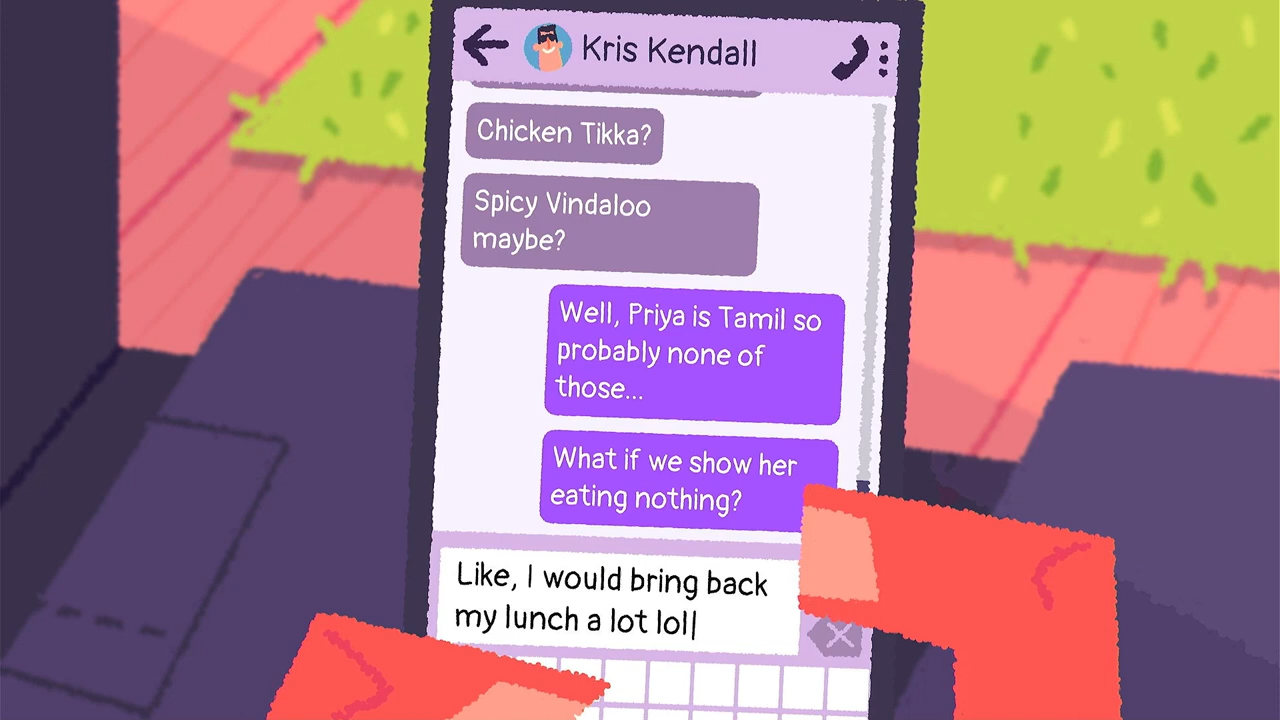 Kris Kendall
Chicken Tikka?
Spicy Vindaloo
maybe?
Well, Priya is Tamil so
probably none of
those...
What if we show her
eating nothing?
Like, I would bring back
my lunch a lot lol